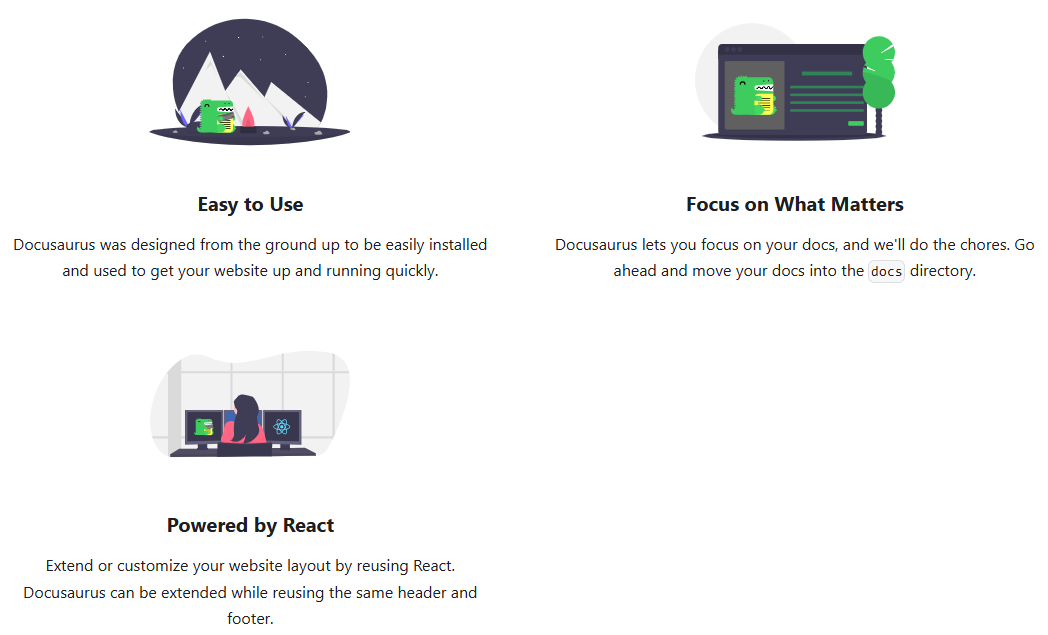 Easy to Use
Docusaurus was designed from the ground up to be easily installed
and used to get your website up and running quickly.
Focus on What Matters
Docusaurus lets you focus on your docs, and we'll do the chores. Go
ahead and move your docs into the docs directory.
Powered by React
Extend or customize your website layout by reusing React.
Docusaurus can be extended while reusing the same header and
footer.